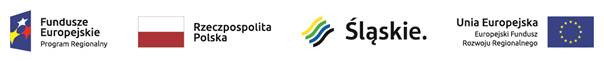 Fundusze
Europejskie
Program Regionalny
Rzeczpospolita
Polska
Śląskie.
Unia Europejska
Europejski Fundusz
Rozwoju Regionalnego